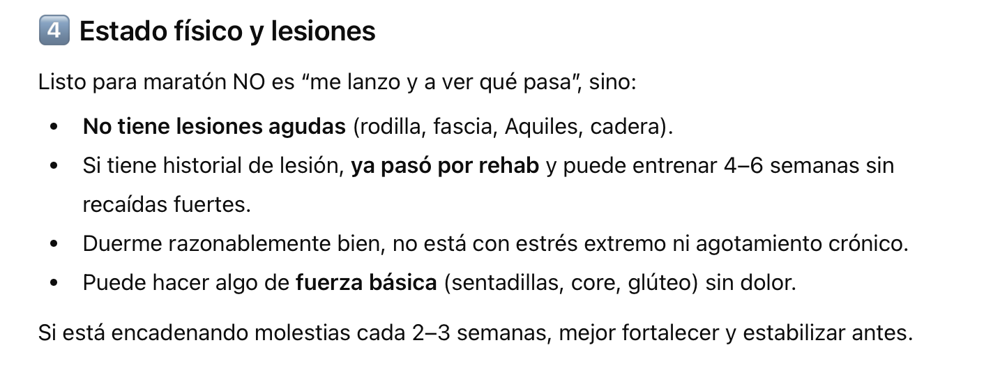 4 Estado físico y lesiones
Listo para maratón NO es “me lanzo y a ver qué pasa”, sino:
• No tiene lesiones agudas (rodilla, fascia, Aquiles, cadera).
• Si tiene historial de lesión, ya pasó por rehab y puede entrenar 4–6 semanas sin
recaídas fuertes.
• Duerme razonablemente bien, no está con estrés extremo ni agotamiento crónico.
• Puede hacer algo de fuerza básica (sentadillas, core, glúteo) sin dolor.
Si está encadenando molestias cada 2–3 semanas, mejor fortalecer y estabilizar antes.